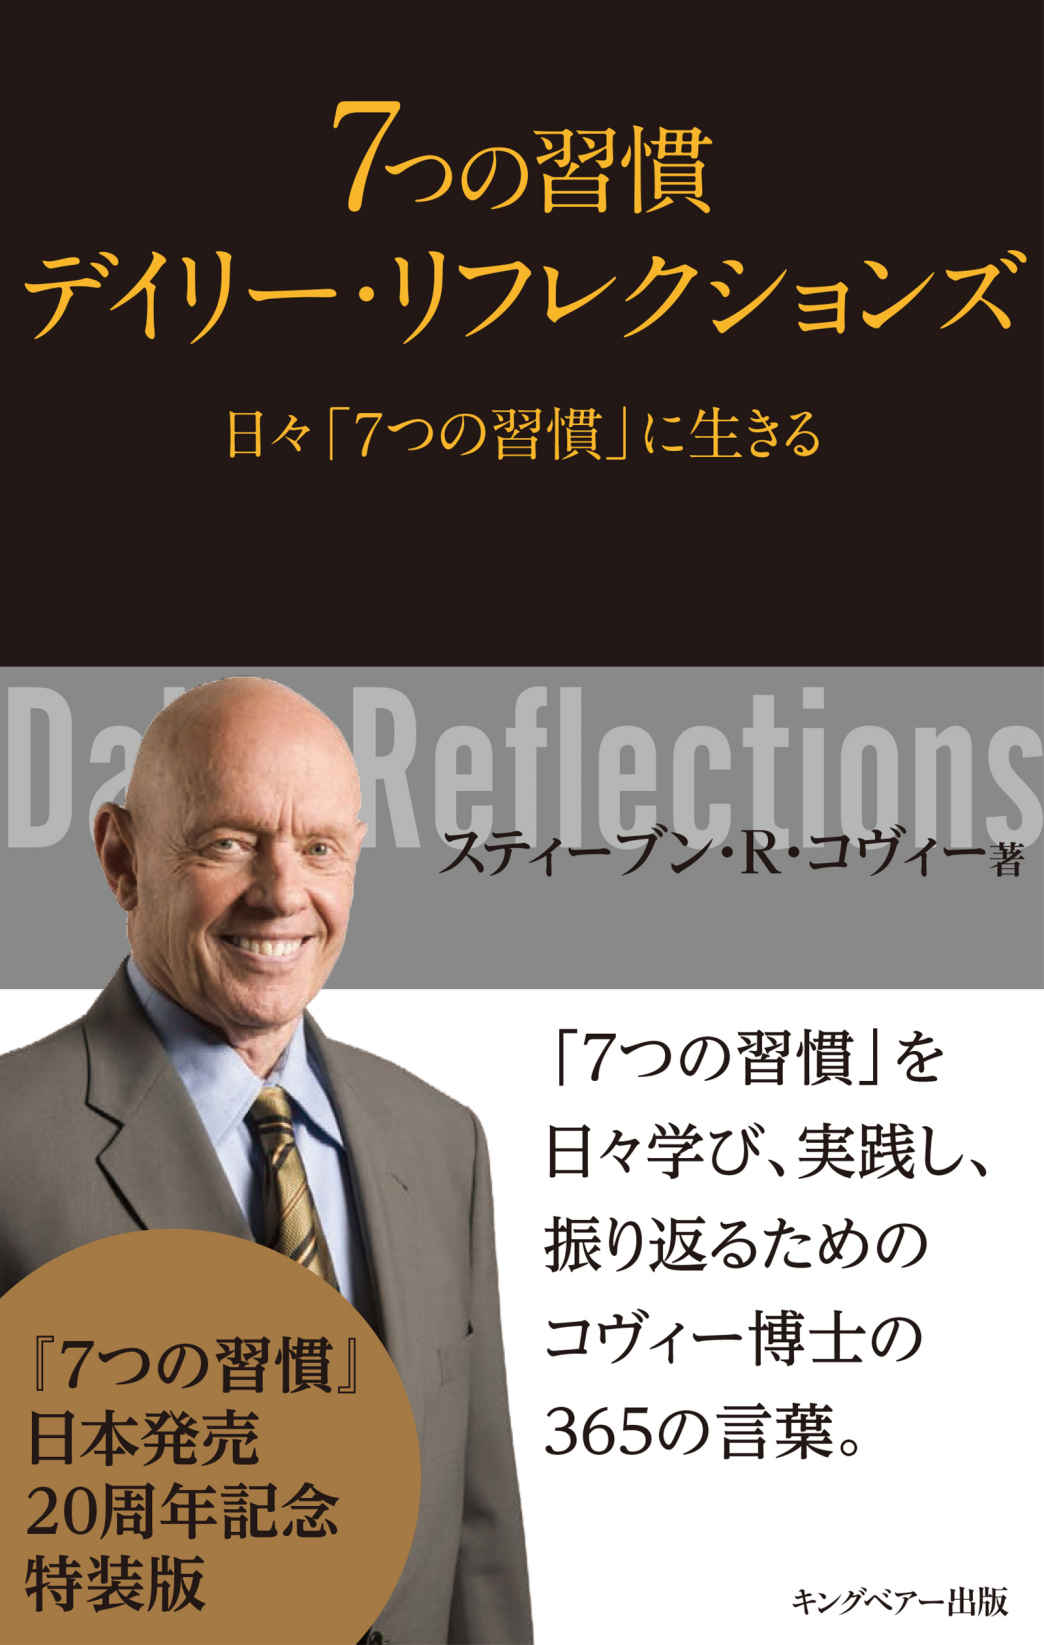 7つの習慣
デイリー・リフレクションズ
日々「7つの習慣」に生きる
Da Reflections
スティーブン・R・コヴィー著
「7つの習慣」を
日々学び、実践し、
振り返るための
コヴィー博士の
365の言葉。
『7つの習慣』
日本発売
20周年記念
特装版
キングベアー出版